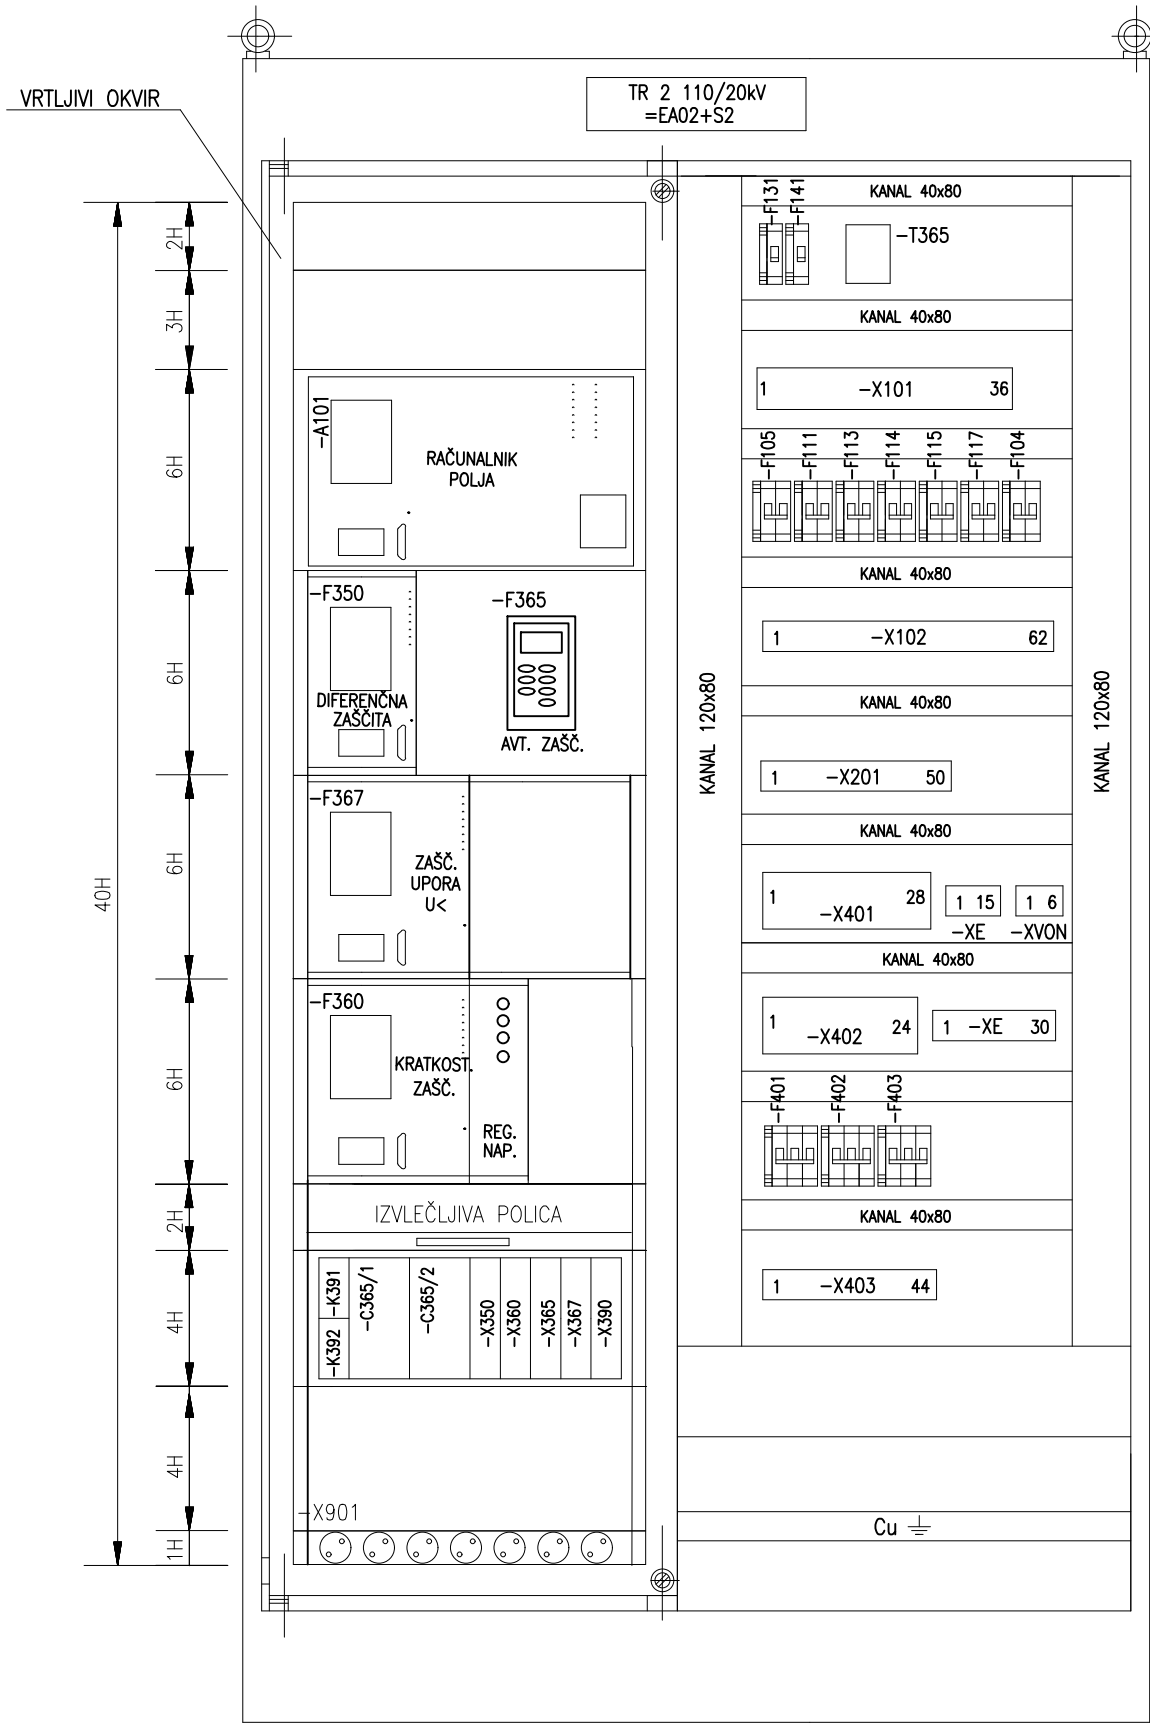 TR 2 110/20kV
=EA02+S2
VRTLJIVI OKVIR
40H
2H
3H
6H
6H
6H
6H
2H
4H
4H
1H
-A101
RAČUNALNIK
POLJA
-F350
DIFERENČNA
ZAŠČITA
-F365
AVT. ZAŠČ.
-F367
ZAŠČ.
UPORA
U<
-F360
KRATKOST.
ZAŠČ.
REG.
NAP.
IZVLEČLJIVA POLICA
-K391
-K392
-C365/1
-C365/2
-X350
-X360
-X365
-X367
-X390
-X901
KANAL 120x80
KANAL 40x80
-F131
-F141
-T365
KANAL 40x80
1 -X101 36
-F105
-F111
-F113
-F114
-F115
-F117
-F104
KANAL 40x80
1 -X102 62
KANAL 40x80
1 -X201 50
KANAL 40x80
1 -X401 28
1 15
-XE
1 6
-XVON
KANAL 40x80
1 -X402 24
1 -XE 30
-F401
-F402
-F403
KANAL 40x80
1 -X403 44
KANAL 120x80
Cu